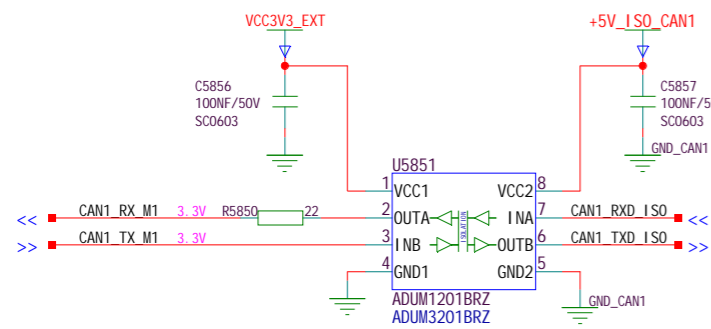 VCC3V3_EXT
+5V_ISO_CAN1
C5856
100NF/50V
SC0603
C5857
100NF/5
SC0603
GND_CAN1
U5851
1 VCC1 VCC2 8
<< CAN1_RX_M1 3.3V R5850 22 2 OUTA ISOLATION INA 7 CAN1_RXD_ISO <<
>> CAN1_TX_M1 3.3V 3 INB OUTB 6 CAN1_TXD_ISO >>
4 GND1 GND2 5
GND_CAN1
ADUM1201BRZ
ADUM3201BRZ